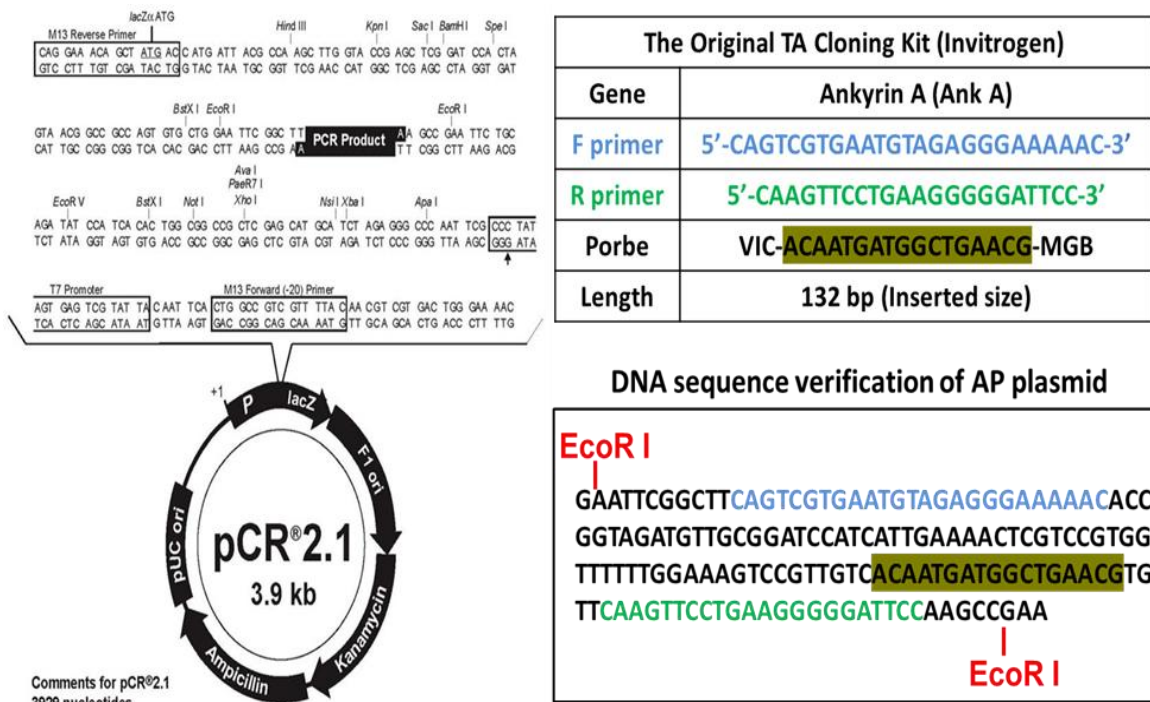 lacZα ATG
M13 Reverse Primer
Hind III Kpn I Sac I BamH I Spe I
CAG GAA ACA GCT ATG AC C ATG ATT ACG CCA AGC TTG GTA CCG AGC TCG GAT CCA CTA
GTC CTT TGT CGA TAC TG G TAC TAA TGC GGT TCG AAC CAT GGC TCG AGC CTA GGT GAT
BstX I EcoR I EcoR I
GTA ACG GCC GCC AGT GTG CTG GAA TTC GGC TT PCR Product A AGCC GAA TTC TGC
CAT TGC CGG CGG TCA CAC GAC CTT AAG CCG AA TT CGG CTT AAG ACG
Ava I
PaeR7 I
EcoR V BstX I Not I Xho I Nsi I Xba I Apa I
AGA TAT CCA TCA CAC TGG CGG CCG CTC GAG CAT GCA TCT AGA GGG CCC AAT TCG CCC TAT
TCT ATA GGT AGT GTG ACC GCC GGC GAG CTC GTA CGT AGA TCT CCC GGG TTA AGC GGG ATA
T7 Promoter M13 Forward (-20) Primer
AGT GAG TCG TAT TA C AAT TCA CTG GCC GTC GTT TTA C AA CGT CGT GAC TGG GAA AAC
TCA CTC AGC ATA AT G TTA AGT GAC CGG CAG CAA AAT G TT GCA GCA CTG ACC CTT TTG
+1
P lacZ
F1 ori
Kanamycin
Ampicillin
pUC ori
pCR®2.1
3.9 kb
Comments for pCR®2.1
3929 nucleotides
The Original TA Cloning Kit (Invitrogen)
Gene Ankyrin A (Ank A)
F primer 5’-CAGTCGTGAATGTAGAGGGAAAAAC-3’
R primer 5’-CAAGTTCCTGAAGGGGGATTCC-3’
Porbe VIC-ACAATGATGGCTGAACG-MGB
Length 132 bp (Inserted size)
DNA sequence verification of AP plasmid
EcoR I
GAATTCGGCTTCAGTCGTGAATGTAGAGGGAAAAACACC
GGTAGATGTTGCGGATCCATCATTGAAAACTCGTCCGTGG
TTTTTTGGAAAGTCCGTTGTCACAATGATGGCTGAACGTG
TTCAAGTTCCTGAAGGGGGATTCCAAGCCGAA
EcoR I